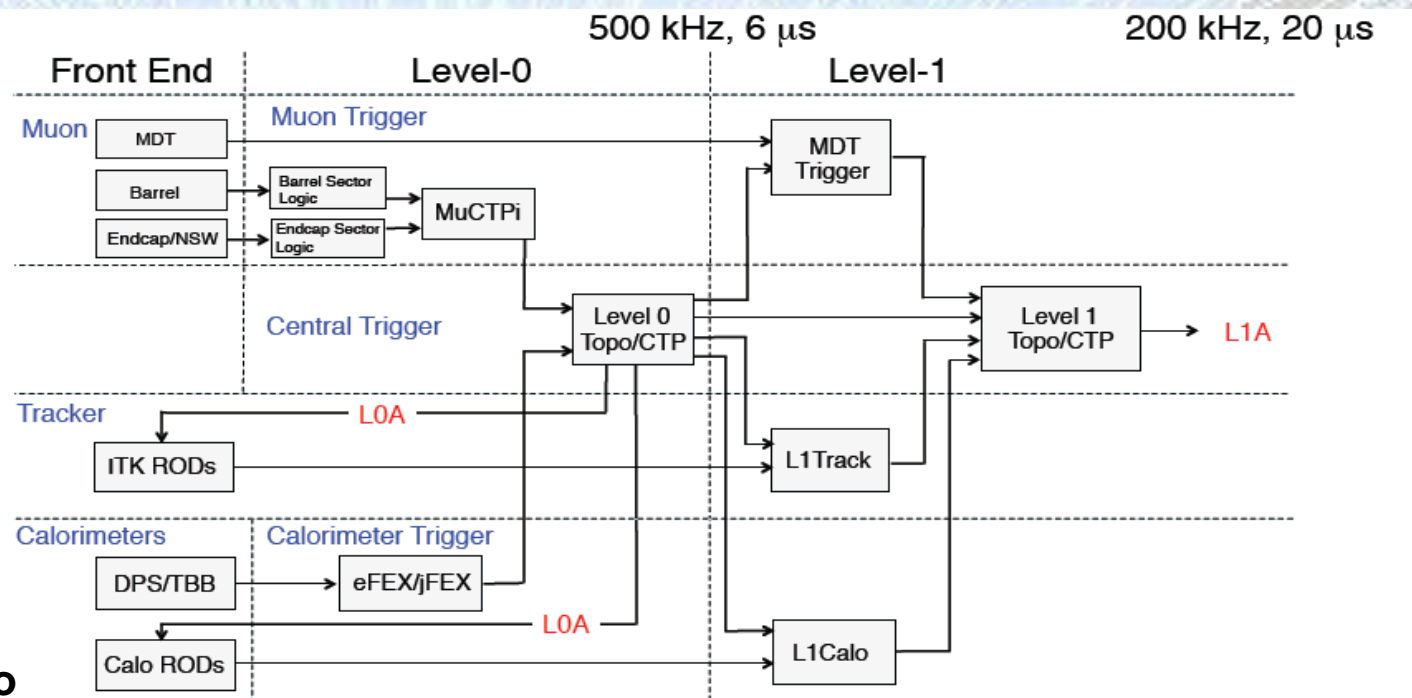 500 kHz, 6 μs
200 kHz, 20 μs
Front End
Level-0
Level-1
Muon
Muon Trigger
MDT
MDT
Trigger
Barrel
Barrel Sector
Logic
MuCTPi
Endcap/NSW
Endcap Sector
Logic
Central Trigger
Level 0
Topo/CTP
Level 1
Topo/CTP
L1A
Tracker
L0A
ITK RODs
L1Track
Calorimeters
Calorimeter Trigger
DPS/TBB
eFEX/jFEX
L0A
Calo RODs
L1Calo